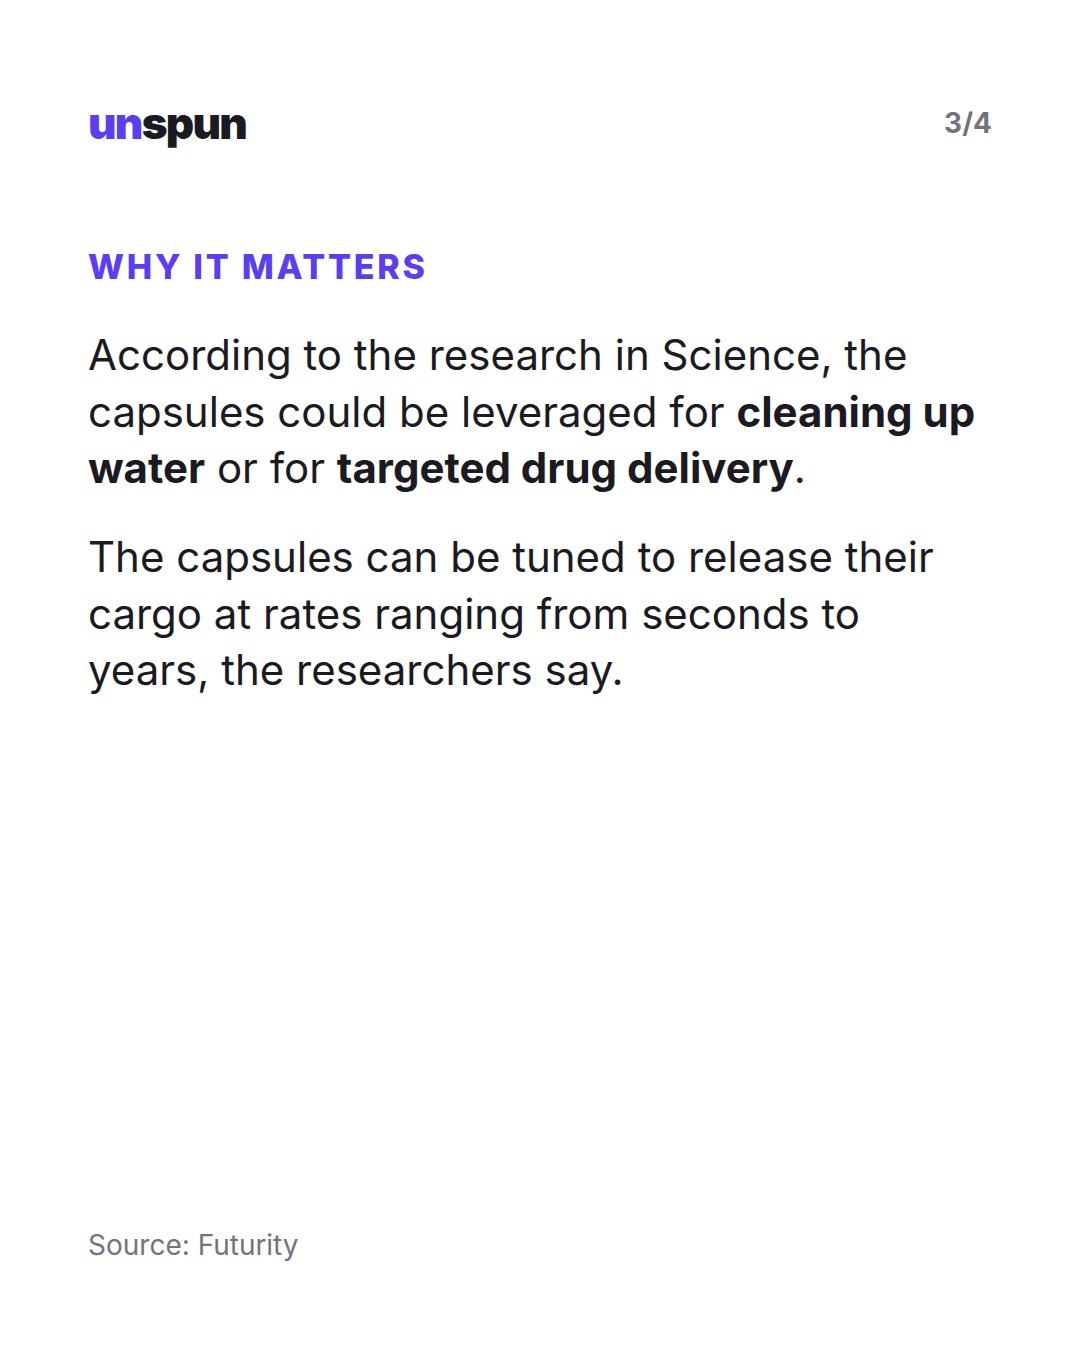 unspun
3/4
WHY IT MATTERS
According to the research in Science, the
capsules could be leveraged for cleaning up
water or for targeted drug delivery.
The capsules can be tuned to release their
cargo at rates ranging from seconds to
years, the researchers say.
Source: Futurity